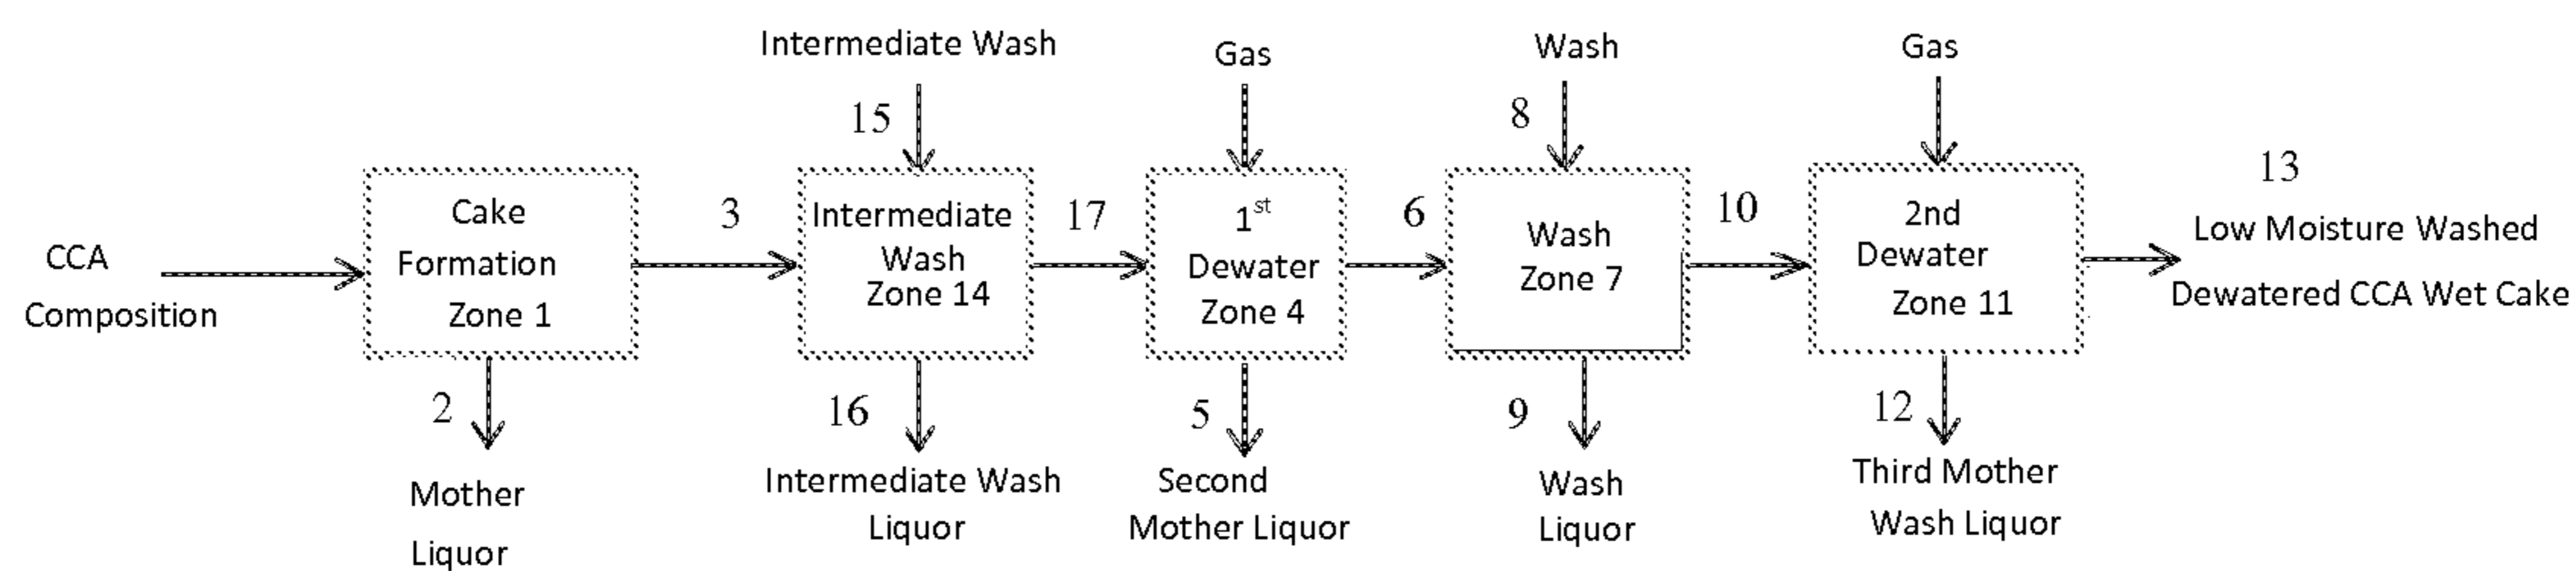 Intermediate Wash
Gas
Wash
Gas
15
8
13
CCA
Composition
Cake
Formation
Zone 1
3
Intermediate
Wash
Zone 14
17
1st
Dewater
Zone 4
6
Wash
Zone 7
10
2nd
Dewater
Zone 11
Low Moisture Washed
Dewatered CCA Wet Cake
2
16
5
9
12
Mother
Liquor
Intermediate Wash
Liquor
Second
Mother Liquor
Wash
Liquor
Third Mother
Wash Liquor